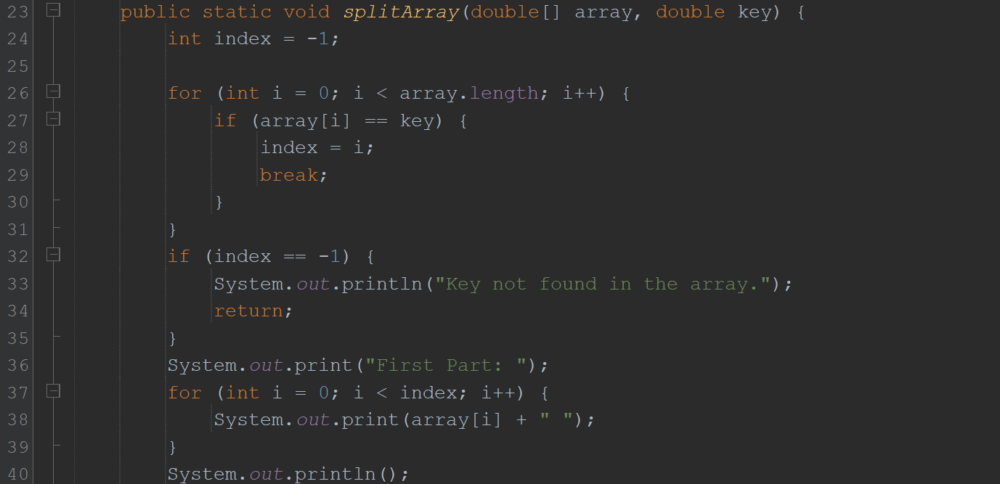 23 public static void splitArray(double[] array, double key) {
24 int index = -1;
25
26 for (int i = 0; i < array.length; i++) {
27 if (array[i] == key) {
28 index = i;
29 break;
30 }
31 }
32 if (index == -1) {
33 System.out.println("Key not found in the array.");
34 return;
35 }
36 System.out.print("First Part: ");
37 for (int i = 0; i < index; i++) {
38 System.out.print(array[i] + " ");
39 }
40 System.out.println();